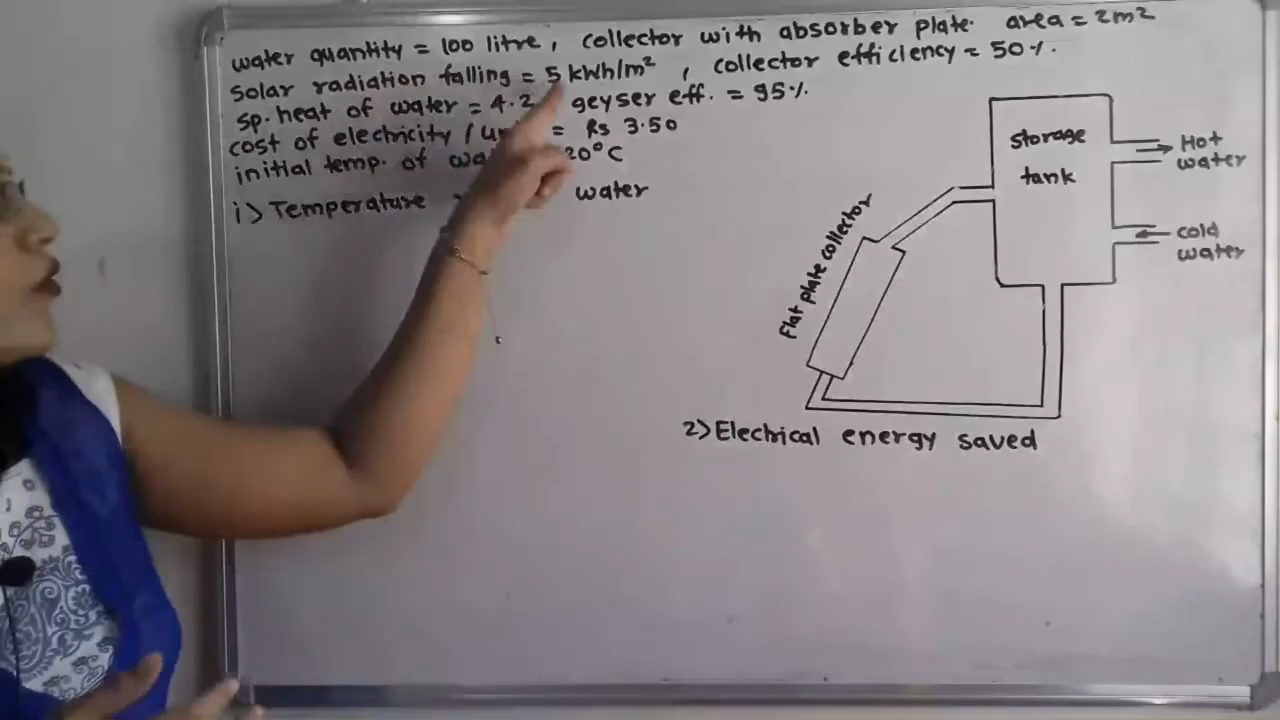 water quantity = 100 litre, collector with absorber plate area = 2m²
solar radiation falling = 5 kWh/m², collector efficiency = 50%.
sp. heat of water = 4.2 geyser eff. = 95%
cost of electricity / = Rs 3.50
initial temp. of 20°C
i> Temperature water
storage
tank
Hot
water
cold
water
Flat plate collector
2> Electrical energy saved